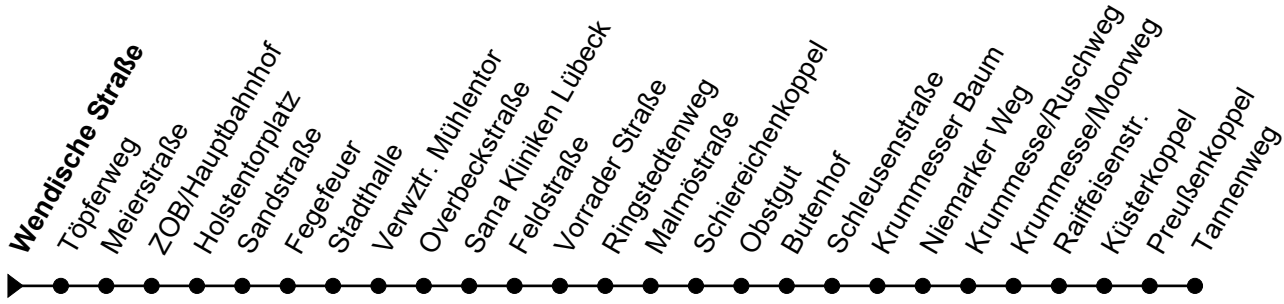 Wendische Straße
Töpferweg
Meierstraße
ZOB/Hauptbahnhof
Holstentorplatz
Sandstraße
Fegefeuer
Stadthalle
Verwztr. Mühlentor
Overbeckstraße
Sana Kliniken Lübeck
Feldstraße
Vorrader Straße
Ringstedtenweg
Malmöstraße
Schiereichenkoppel
Obstgut
Butenhof
Schleusenstraße
Krummesser Baum
Niemarker Weg
Krummesse/Ruschweg
Krummesse/Moorweg
Raiffeisenstr.
Küsterkoppel
Preußenkoppel
Tannenweg